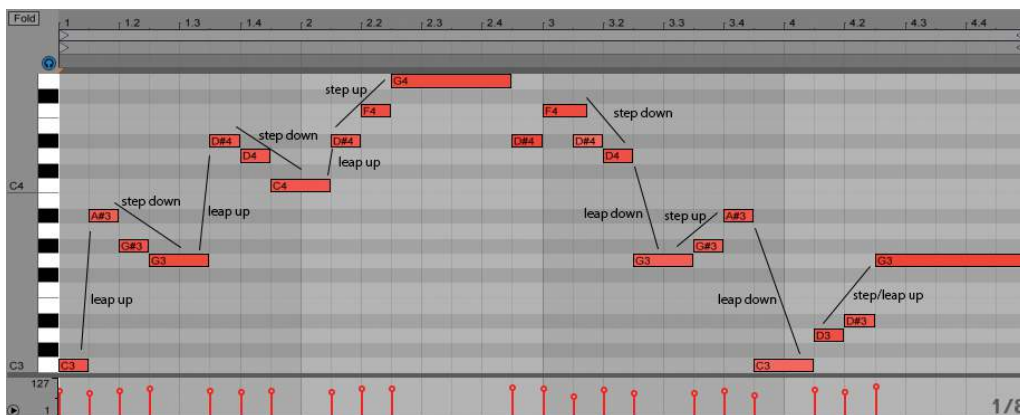 Fold
1 1.2 1.3 1.4 2 2.2 2.4 3 3.2 3.3 3.4 4 4.2 4.3 4.4
G4
step up
F4 F4
step down step down
D#4 D#4 D#4 D#4
D4 D4
leap up
C4 C4
step down leap up leap down step up
A#3 A#3
G#3 G#3
G3 G3 G3
leap up leap down step/leap up
D#3
D3
C3 C3 C3
127
1 1/8